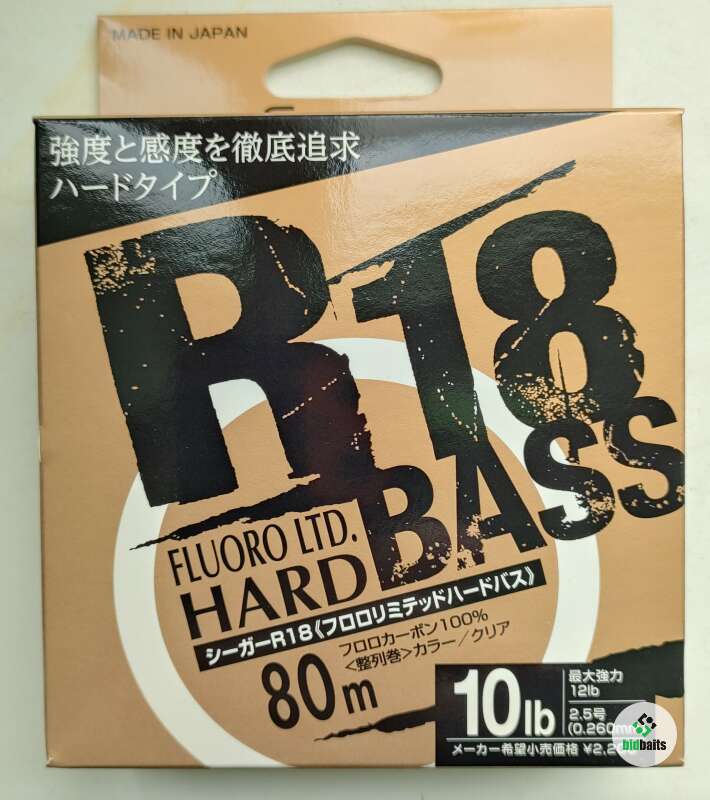 MADE IN JAPAN
強度と感度を徹底追求
ハードタイプ
R18
BASS
FLUORO LTD.
HARD
シーガーR18《フロロリミテッドハードバス》
フロロカーボン100%
<整列巻>カラー／クリア
80m
10lb
最大強力
12lb
2.5号
(0.260mm
メーカー希望小売価格
bidbaits